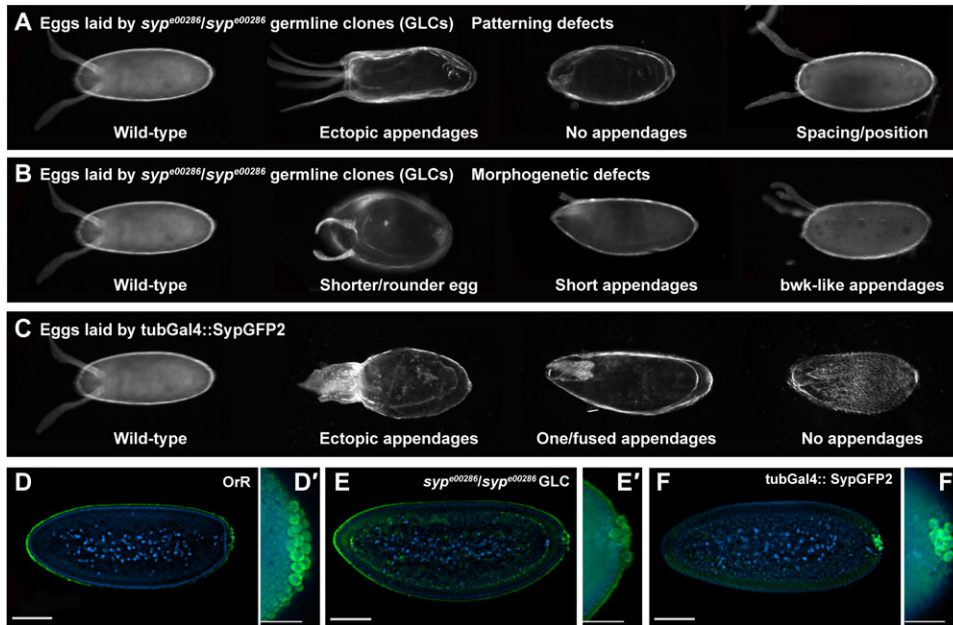 A Eggs laid by syp^e00286/syp^e00286 germline clones (GLCs) Patterning defects
Wild-type Ectopic appendages No appendages Spacing/position
B Eggs laid by syp^e00286/syp^e00286 germline clones (GLCs) Morphogenetic defects
Wild-type Shorter/rounder egg Short appendages bwk-like appendages
C Eggs laid by tubGal4::SypGFP2
Wild-type Ectopic appendages One/fused appendages No appendages
D OrR D′ E syp^e00286/syp^e00286 GLC E′ F tubGal4:: SypGFP2 F